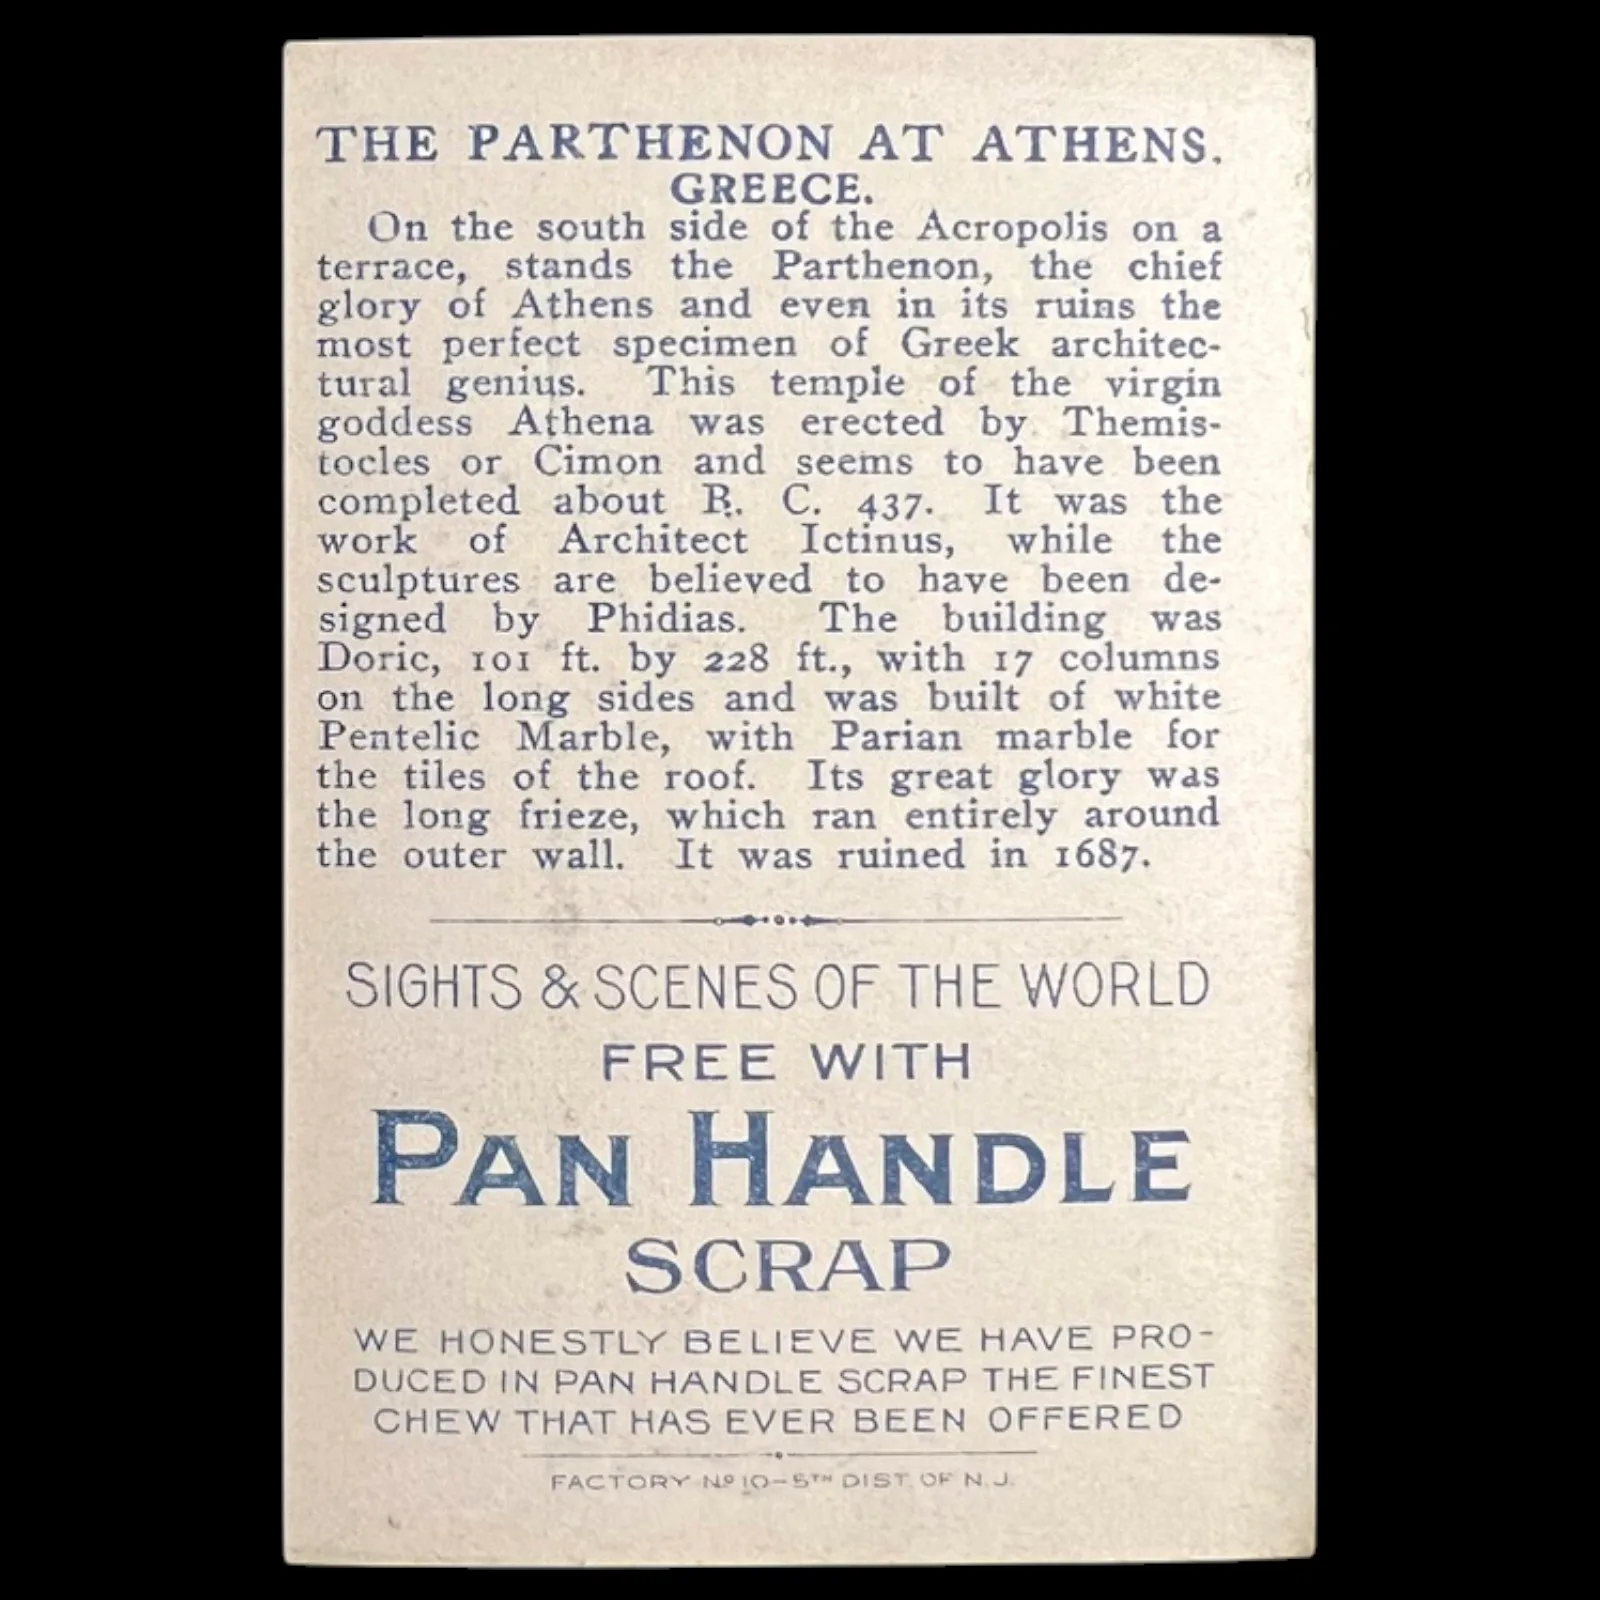 THE PARTHENON AT ATHENS.
GREECE.
On the south side of the Acropolis on a
terrace, stands the Parthenon, the chief
glory of Athens and even in its ruins the
most perfect specimen of Greek architec-
tural genius. This temple of the virgin
goddess Athena was erected by Themis-
tocles or Cimon and seems to have been
completed about B. C. 437. It was the
work of Architect Ictinus, while the
sculptures are believed to have been de-
signed by Phidias. The building was
Doric, 101 ft. by 228 ft., with 17 columns
on the long sides and was built of white
Pentelic Marble, with Parian marble for
the tiles of the roof. Its great glory was
the long frieze, which ran entirely around
the outer wall. It was ruined in 1687.
SIGHTS & SCENES OF THE WORLD
FREE WITH
PAN HANDLE
SCRAP
WE HONESTLY BELIEVE WE HAVE PRO-
DUCED IN PAN HANDLE SCRAP THE FINEST
CHEW THAT HAS EVER BEEN OFFERED
FACTORY Nº 10-5TH DIST. OF N.J.